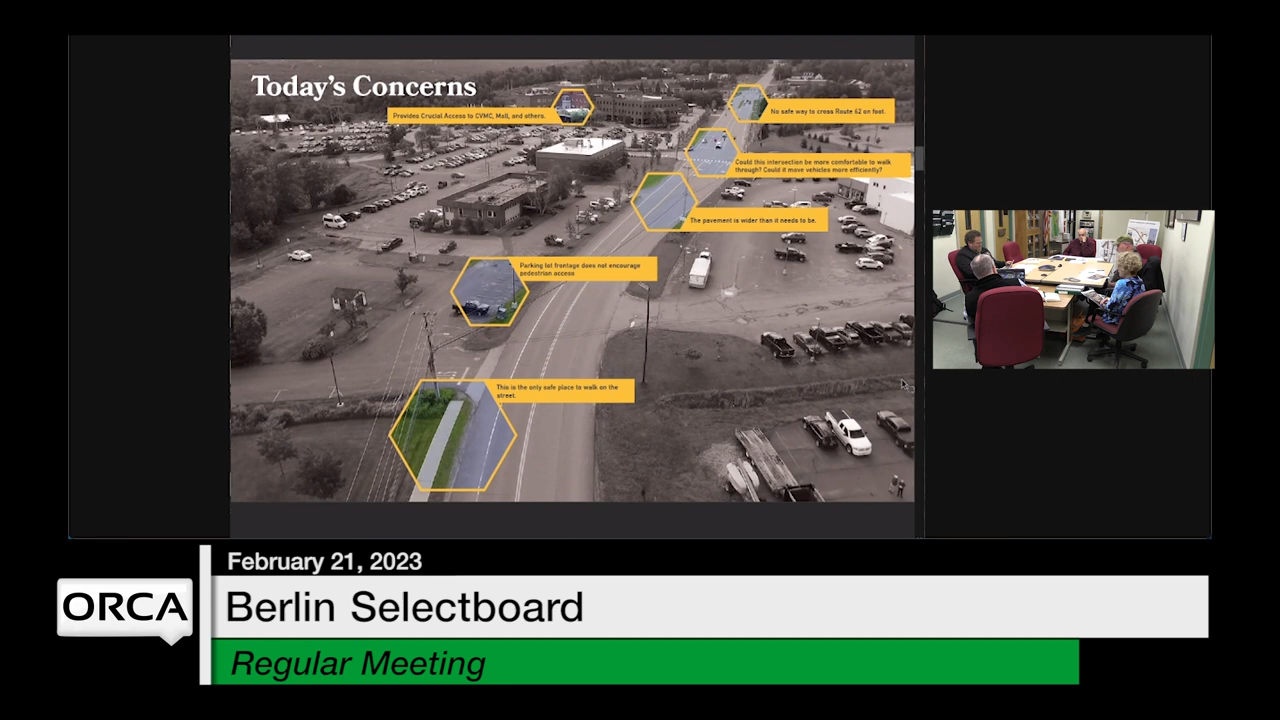 Today's Concerns
Provides Crucial Access to CVMC, Mall, and others.
No safe way to cross Route 62 on foot.
Could this intersection be more comfortable to walk
through? Could it move vehicles more efficiently?
The pavement is wider than it needs to be.
Parking lot frontage does not encourage
pedestrian access
This is the only safe place to walk on the
street.
February 21, 2023
ORCA
Berlin Selectboard
Regular Meeting